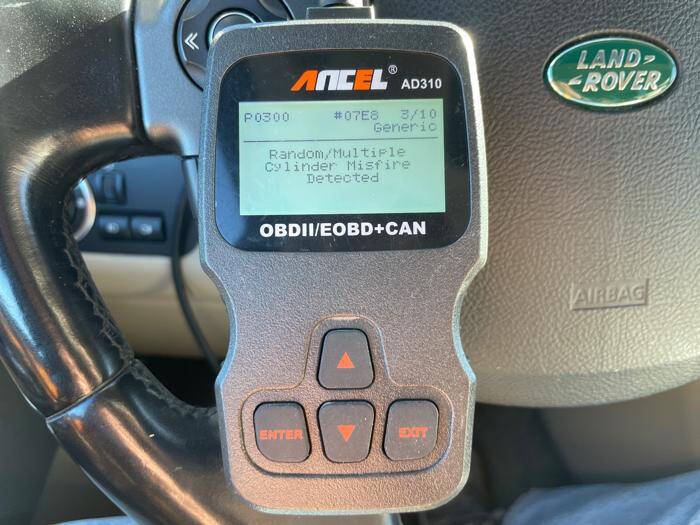 ANCEL®
AD310
P0300 #07E8 3/10
Generic
Random/Multiple
Cylinder Misfire
Detected
OBDII/EOBD+CAN
ENTER
EXIT
LAND
ROVER
AIRBAG